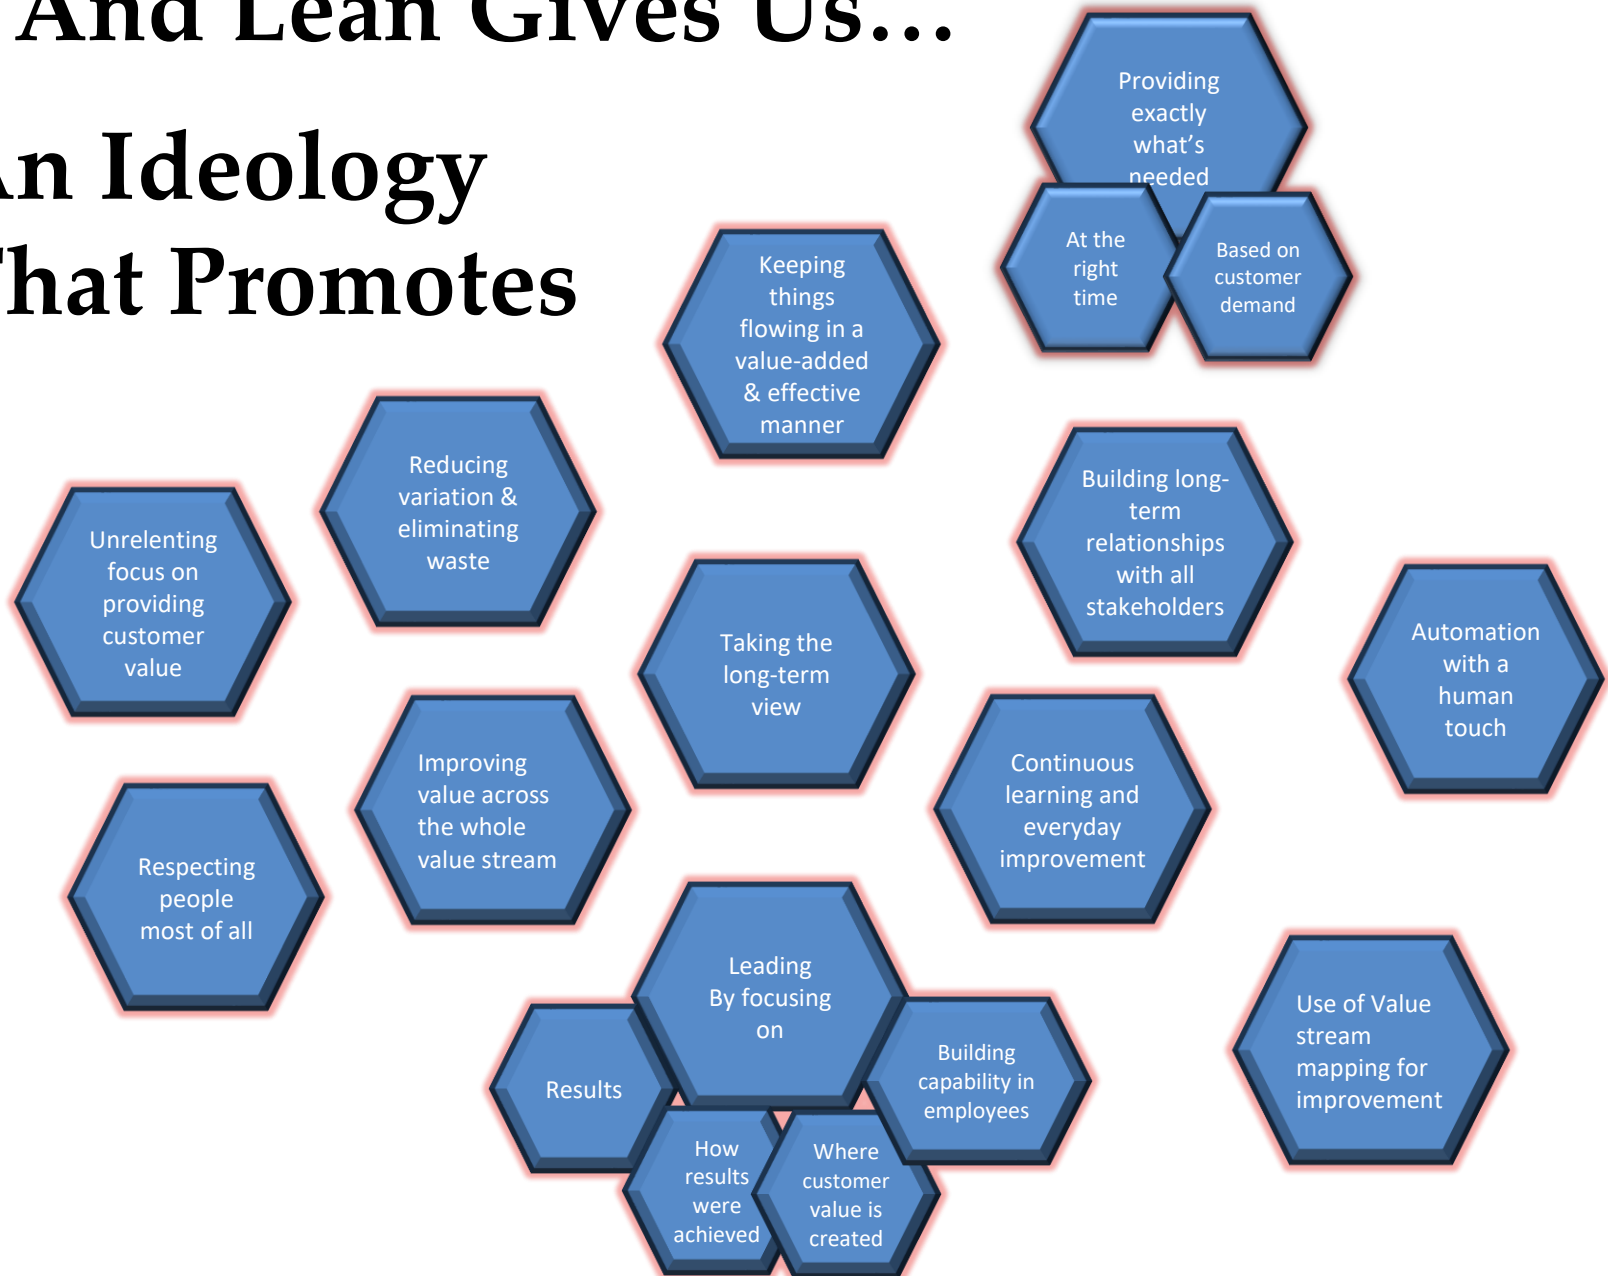 And Lean Gives Us...
An Ideology
That Promotes
Providing
exactly
what's
needed
At the
right
time
Based on
customer
demand
Keeping
things
flowing in a
value-added
& effective
manner
Reducing
variation &
eliminating
waste
Building long-
term
relationships
with all
stakeholders
Unrelenting
focus on
providing
customer
value
Taking the
long-term
view
Automation
with a
human
touch
Improving
value across
the whole
value stream
Continuous
learning and
everyday
improvement
Respecting
people
most of all
Leading
By focusing
on
Results
How
results
were
achieved
Where
customer
value is
created
Building
capability in
employees
Use of Value
stream
mapping for
improvement